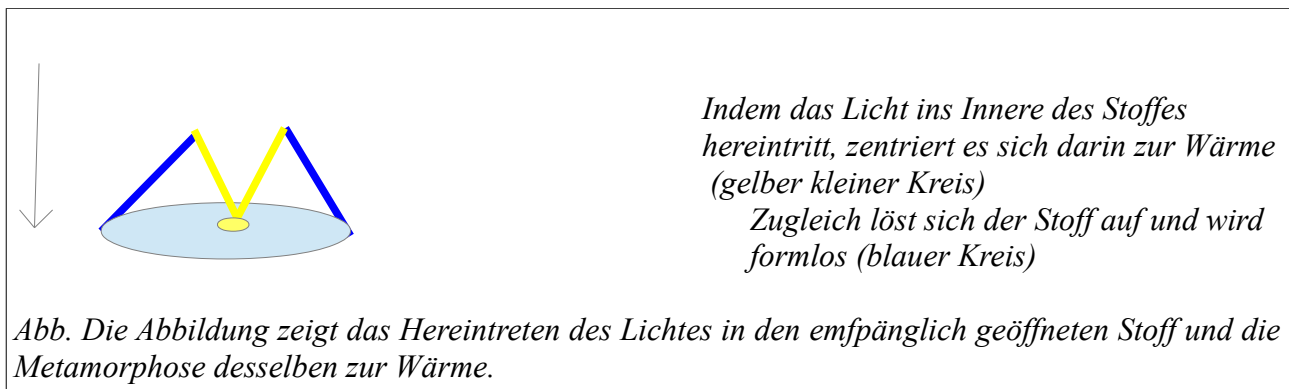 Indem das Licht ins Innere des Stoffes
hereintritt, zentriert es sich darin zur Wärme
(gelber kleiner Kreis)
Zugleich löst sich der Stoff auf und wird
formlos (blauer Kreis)
Abb. Die Abbildung zeigt das Hereintreten des Lichtes in den emfpänglich geöffneten Stoff und die
Metamorphose desselben zur Wärme.